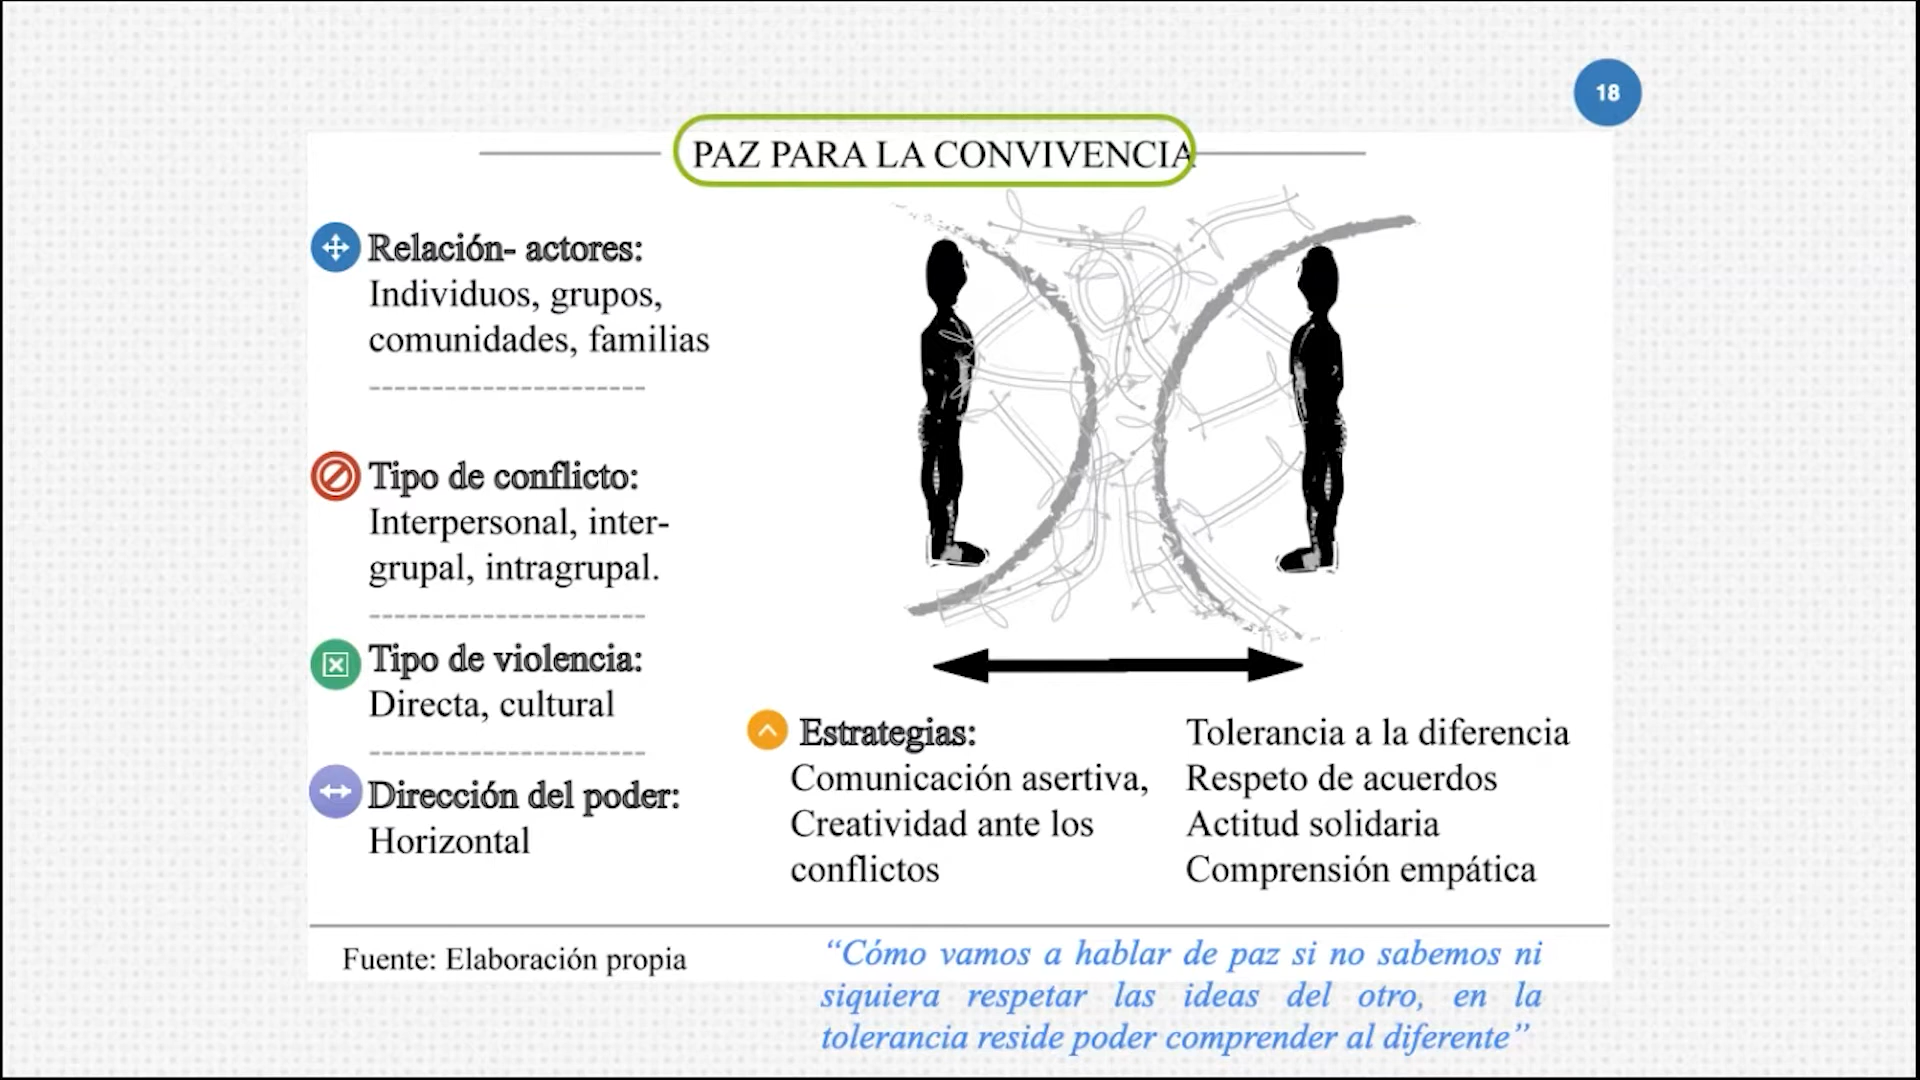 18
PAZ PARA LA CONVIVENCIA
Relación- actores:
Individuos, grupos,
comunidades, familias
----------------------
Tipo de conflicto:
Interpersonal, inter-
grupal, intragrupal.
----------------------
Tipo de violencia:
Directa, cultural
----------------------
Dirección del poder:
Horizontal
Estrategias:
Comunicación asertiva,
Creatividad ante los
conflictos
Tolerancia a la diferencia
Respeto de acuerdos
Actitud solidaria
Comprensión empática
Fuente: Elaboración propia
“Cómo vamos a hablar de paz si no sabemos ni
siquiera respetar las ideas del otro, en la
tolerancia reside poder comprender al diferente”